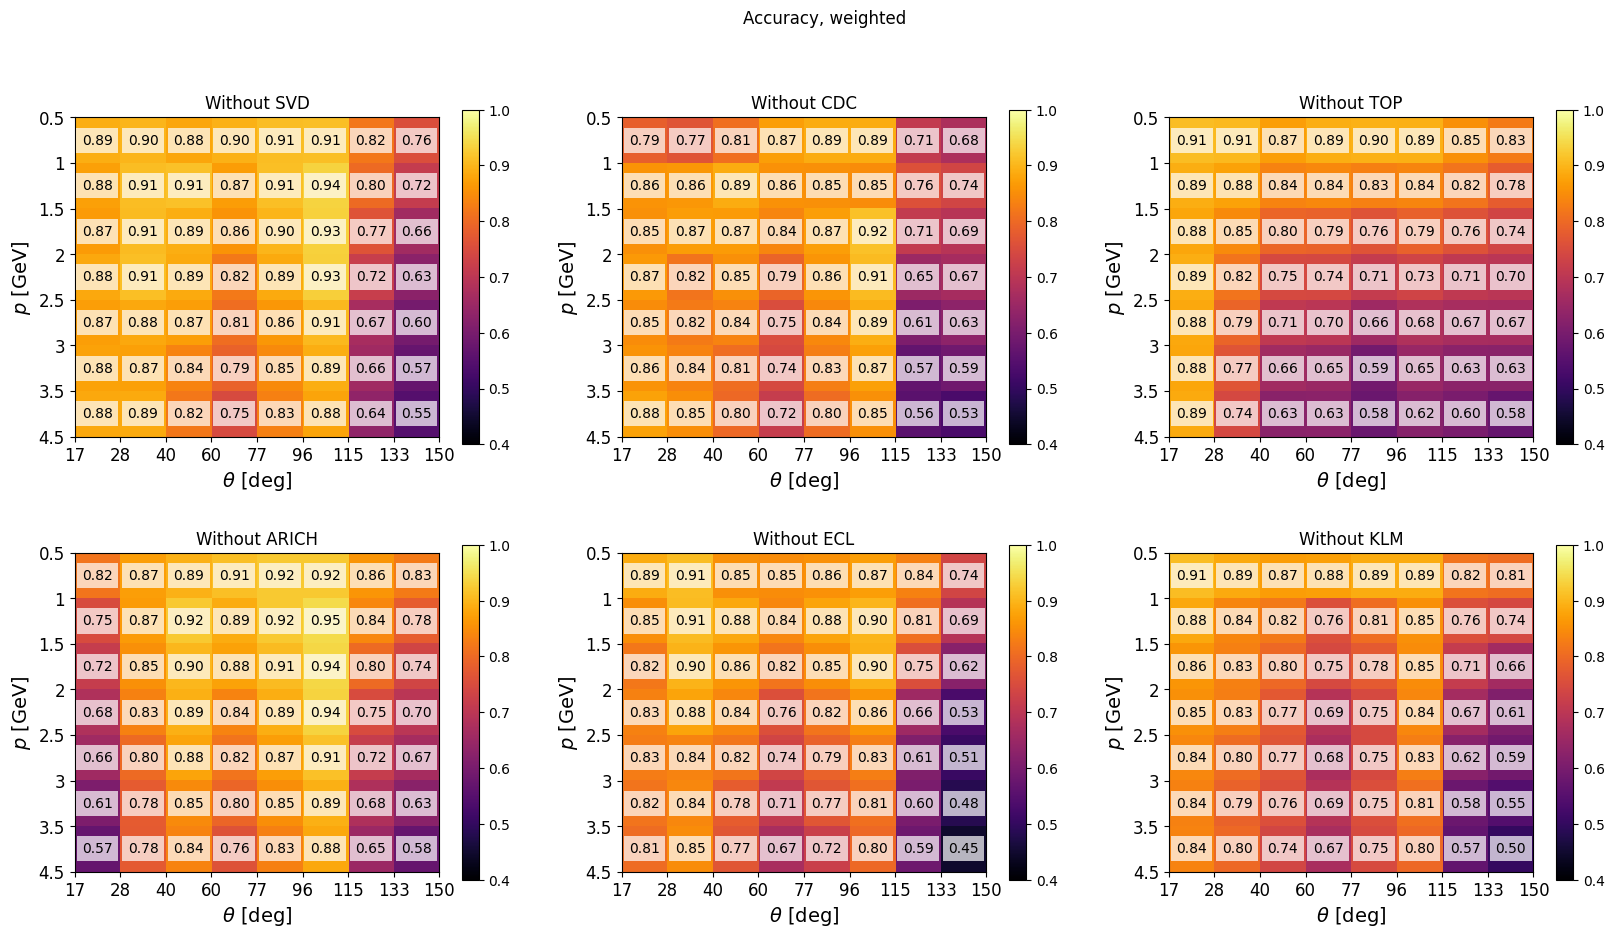 Accuracy, weighted
Without SVD
0.5
1
1.5
2
2.5
3
3.5
4.5
p [GeV]
0.89 0.90 0.88 0.90 0.91 0.91 0.82 0.76
0.88 0.91 0.91 0.87 0.91 0.94 0.80 0.72
0.87 0.91 0.89 0.86 0.90 0.93 0.77 0.66
0.88 0.91 0.89 0.82 0.89 0.93 0.72 0.63
0.87 0.88 0.87 0.81 0.86 0.91 0.67 0.60
0.88 0.87 0.84 0.79 0.85 0.89 0.66 0.57
0.88 0.89 0.82 0.75 0.83 0.88 0.64 0.55
17 28 40 60 77 96 115 133 150
θ [deg]
1.0
0.9
0.8
0.7
0.6
0.5
0.4
Without CDC
0.5
1
1.5
2
2.5
3
3.5
4.5
p [GeV]
0.79 0.77 0.81 0.87 0.89 0.89 0.71 0.68
0.86 0.86 0.89 0.86 0.85 0.85 0.76 0.74
0.85 0.87 0.87 0.84 0.87 0.92 0.71 0.69
0.87 0.82 0.85 0.79 0.86 0.91 0.65 0.67
0.85 0.82 0.84 0.75 0.84 0.89 0.61 0.63
0.86 0.84 0.81 0.74 0.83 0.87 0.57 0.59
0.88 0.85 0.80 0.72 0.80 0.85 0.56 0.53
17 28 40 60 77 96 115 133 150
θ [deg]
1.0
0.9
0.8
0.7
0.6
0.5
0.4
Without TOP
0.5
1
1.5
2
2.5
3
3.5
4.5
p [GeV]
0.91 0.91 0.87 0.89 0.90 0.89 0.85 0.83
0.89 0.88 0.84 0.84 0.83 0.84 0.82 0.78
0.88 0.85 0.80 0.79 0.76 0.79 0.76 0.74
0.89 0.82 0.75 0.74 0.71 0.73 0.71 0.70
0.88 0.79 0.71 0.70 0.66 0.68 0.67 0.67
0.88 0.77 0.66 0.65 0.59 0.65 0.63 0.63
0.89 0.74 0.63 0.63 0.58 0.62 0.60 0.58
17 28 40 60 77 96 115 133 150
θ [deg]
1.0
0.9
0.8
0.7
0.6
0.5
0.4
Without ARICH
0.5
1
1.5
2
2.5
3
3.5
4.5
p [GeV]
0.82 0.87 0.89 0.91 0.92 0.92 0.86 0.83
0.75 0.87 0.92 0.89 0.92 0.95 0.84 0.78
0.72 0.85 0.90 0.88 0.91 0.94 0.80 0.74
0.68 0.83 0.89 0.84 0.89 0.94 0.75 0.70
0.66 0.80 0.88 0.82 0.87 0.91 0.72 0.67
0.61 0.78 0.85 0.80 0.85 0.89 0.68 0.63
0.57 0.78 0.84 0.76 0.83 0.88 0.65 0.58
17 28 40 60 77 96 115 133 150
θ [deg]
1.0
0.9
0.8
0.7
0.6
0.5
0.4
Without ECL
0.5
1
1.5
2
2.5
3
3.5
4.5
p [GeV]
0.89 0.91 0.85 0.85 0.86 0.87 0.84 0.74
0.85 0.91 0.88 0.84 0.88 0.90 0.81 0.69
0.82 0.90 0.86 0.82 0.85 0.90 0.75 0.62
0.83 0.88 0.84 0.76 0.82 0.86 0.66 0.53
0.83 0.84 0.82 0.74 0.79 0.83 0.61 0.51
0.82 0.84 0.78 0.71 0.77 0.81 0.60 0.48
0.81 0.85 0.77 0.67 0.72 0.80 0.59 0.45
17 28 40 60 77 96 115 133 150
θ [deg]
1.0
0.9
0.8
0.7
0.6
0.5
0.4
Without KLM
0.5
1
1.5
2
2.5
3
3.5
4.5
p [GeV]
0.91 0.89 0.87 0.88 0.89 0.89 0.82 0.81
0.88 0.84 0.82 0.76 0.81 0.85 0.76 0.74
0.86 0.83 0.80 0.75 0.78 0.85 0.71 0.66
0.85 0.83 0.77 0.69 0.75 0.84 0.67 0.61
0.84 0.80 0.77 0.68 0.75 0.83 0.62 0.59
0.84 0.79 0.76 0.69 0.75 0.81 0.58 0.55
0.84 0.80 0.74 0.67 0.75 0.80 0.57 0.50
17 28 40 60 77 96 115 133 150
θ [deg]
1.0
0.9
0.8
0.7
0.6
0.5
0.4